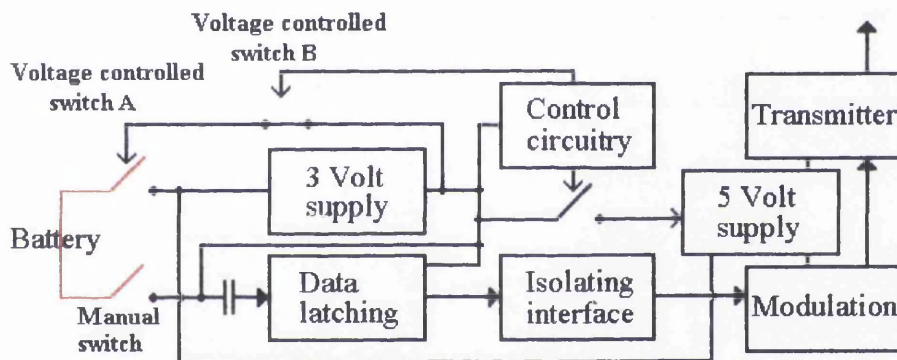 Voltage controlled
switch B
Voltage controlled
switch A
Control
circuitry
Transmitter
3 Volt
supply
5 Volt
supply
Battery
Data
latching
Isolating
interface
Modulation
Manual
switch